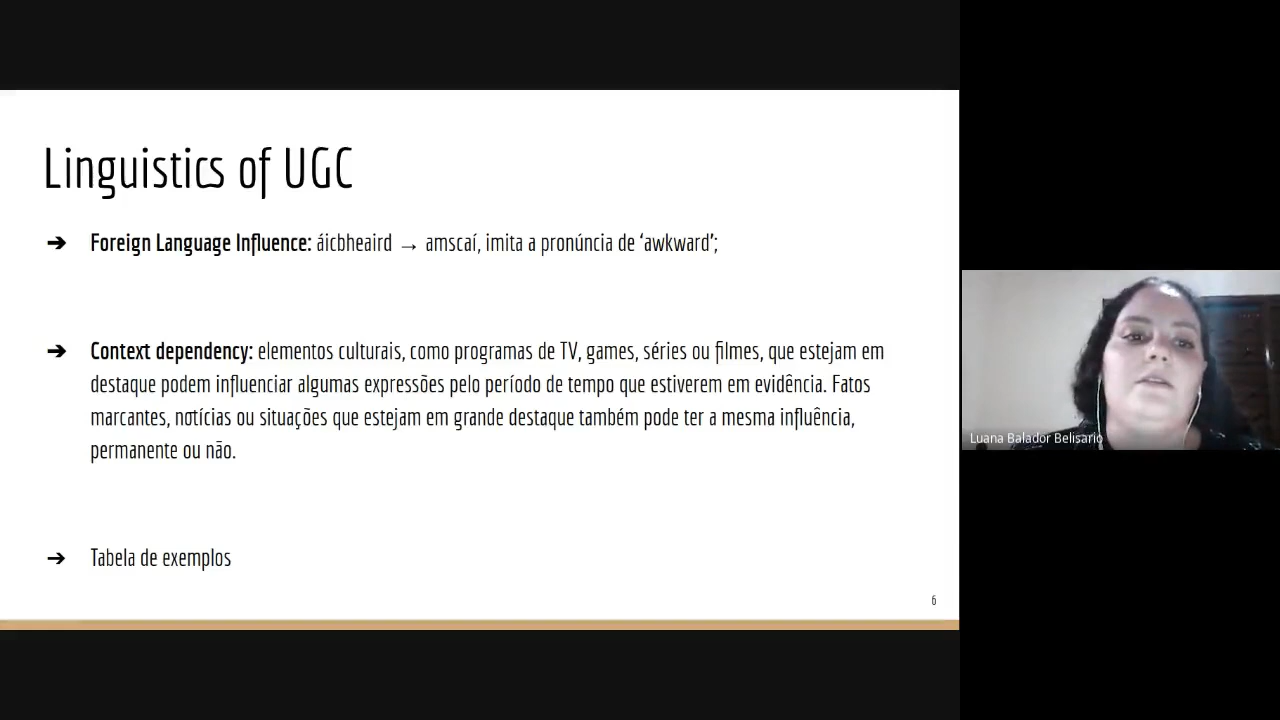 Linguistics of UGC
➔ Foreign Language Influence: áicbheaird → amscaí, imita a pronúncia de ‘awkward’;
➔ Context dependency: elementos culturais, como programas de TV, games, séries ou filmes, que estejam em
destaque podem influenciar algumas expressões pelo período de tempo que estiverem em evidência. Fatos
marcantes, notícias ou situações que estejam em grande destaque também pode ter a mesma influência,
permanente ou não.
➔ Tabela de exemplos
6
Luana Balador Belisario